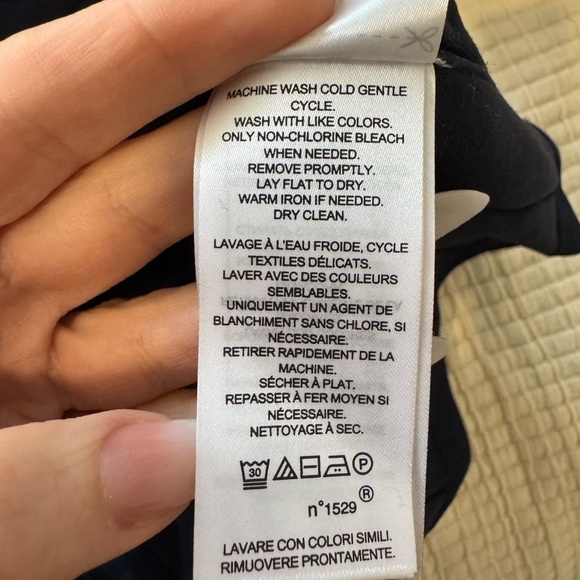 MACHINE WASH COLD GENTLE
CYCLE.
WASH WITH LIKE COLORS.
ONLY NON-CHLORINE BLEACH
WHEN NEEDED.
REMOVE PROMPTLY.
LAY FLAT TO DRY.
WARM IRON IF NEEDED.
DRY CLEAN.
LAVAGE À L'EAU FROIDE, CYCLE
TEXTILES DÉLICATS.
LAVER AVEC DES COULEURS
SEMBLABLES.
UNIQUEMENT UN AGENT DE
BLANCHIMENT SANS CHLORE, SI
NÉCESSAIRE.
RETIRER RAPIDEMENT DE LA
MACHINE.
SÉCHER À PLAT.
REPASSER À FER MOYEN SI
NÉCESSAIRE.
NETTOYAGE À SEC.
30 P
n°1529 ®
LAVARE CON COLORI SIMILI.
RIMUOVERE PRONTAMENTE.